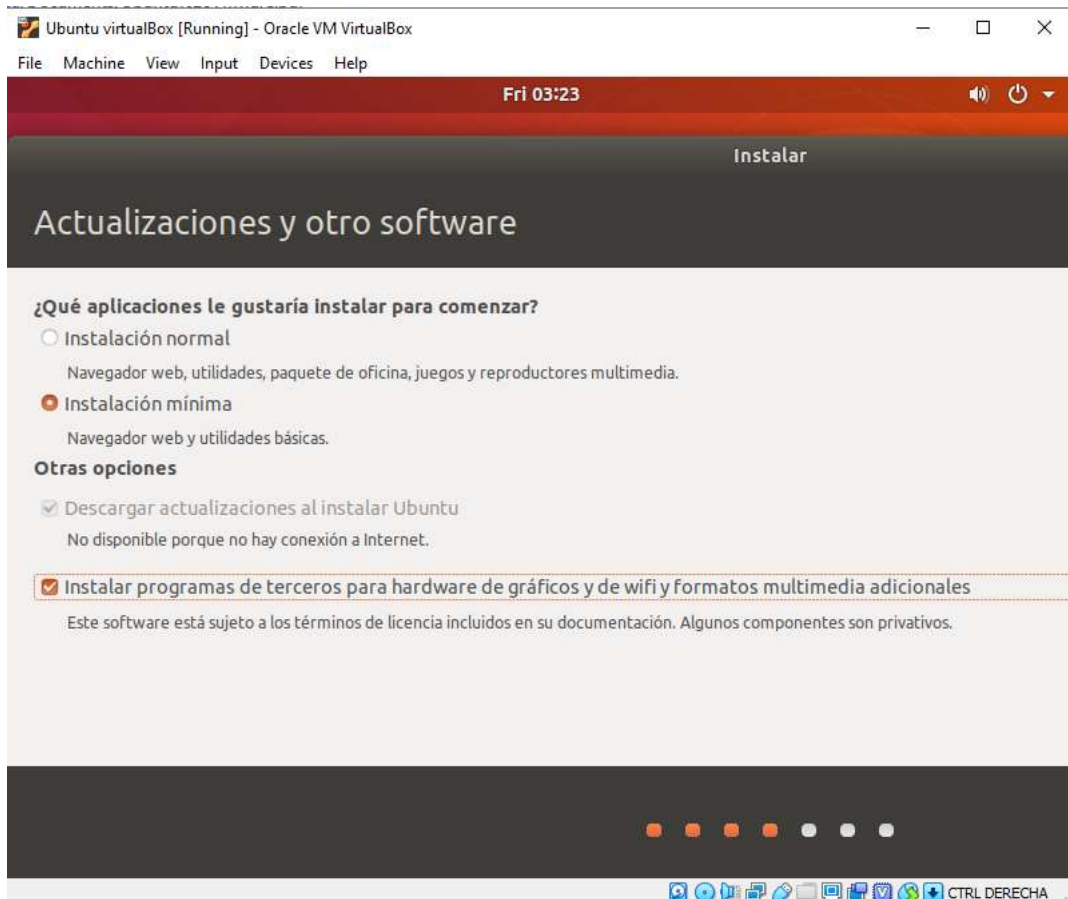 Ubuntu virtualBox [Running] - Oracle VM VirtualBox
File Machine View Input Devices Help
Fri 03:23
Instalar
Actualizaciones y otro software
¿Qué aplicaciones le gustaría instalar para comenzar?
Instalación normal
Navegador web, utilidades, paquete de oficina, juegos y reproductores multimedia.
Instalación mínima
Navegador web y utilidades básicas.
Otras opciones
Descargar actualizaciones al instalar Ubuntu
No disponible porque no hay conexión a Internet.
Instalar programas de terceros para hardware de gráficos y de wifi y formatos multimedia adicionales
Este software está sujeto a los términos de licencia incluidos en su documentación. Algunos componentes son privativos.
CTRL DERECHA